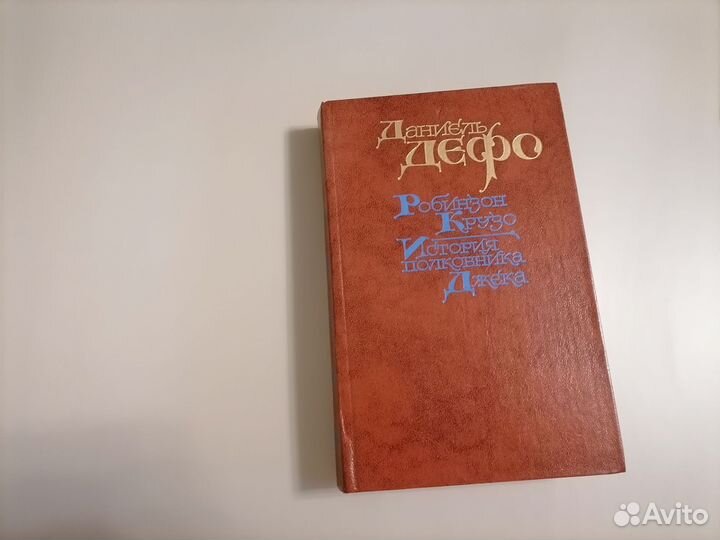 Даниель
Дефо
Робинзон
Крузо
История
полковника
Джека
Avito